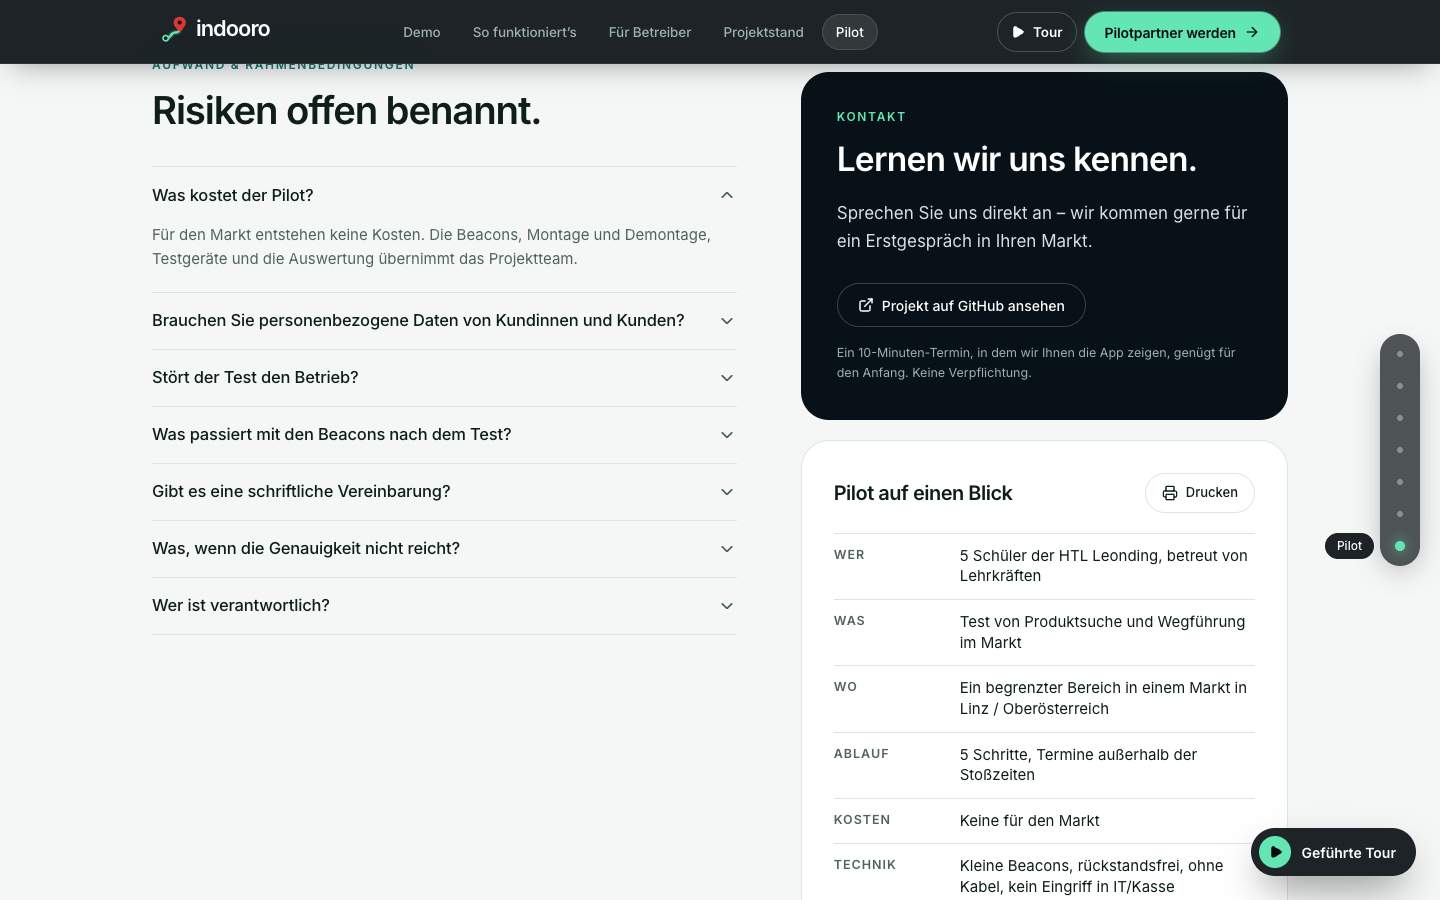 indooro
Demo
So funktioniert's
Für Betreiber
Projektstand
Pilot
Tour
Pilotpartner werden
AUFWAND & RAHMENBEDINGUNGEN
Risiken offen benannt.
Was kostet der Pilot?
Für den Markt entstehen keine Kosten. Die Beacons, Montage und Demontage,
Testgeräte und die Auswertung übernimmt das Projektteam.
Brauchen Sie personenbezogene Daten von Kundinnen und Kunden?
Stört der Test den Betrieb?
Was passiert mit den Beacons nach dem Test?
Gibt es eine schriftliche Vereinbarung?
Was, wenn die Genauigkeit nicht reicht?
Wer ist verantwortlich?
KONTAKT
Lernen wir uns kennen.
Sprechen Sie uns direkt an – wir kommen gerne für
ein Erstgespräch in Ihren Markt.
Projekt auf GitHub ansehen
Ein 10-Minuten-Termin, in dem wir Ihnen die App zeigen, genügt für
den Anfang. Keine Verpflichtung.
Pilot auf einen Blick
Drucken
WER
5 Schüler der HTL Leonding, betreut von
Lehrkräften
WAS
Test von Produktsuche und Wegführung
im Markt
WO
Ein begrenzter Bereich in einem Markt in
Linz / Oberösterreich
ABLAUF
5 Schritte, Termine außerhalb der
Stoßzeiten
KOSTEN
Keine für den Markt
TECHNIK
Kleine Beacons, rückstandsfrei, ohne
Kabel, kein Eingriff in IT/Kasse
Pilot
Geführte Tour